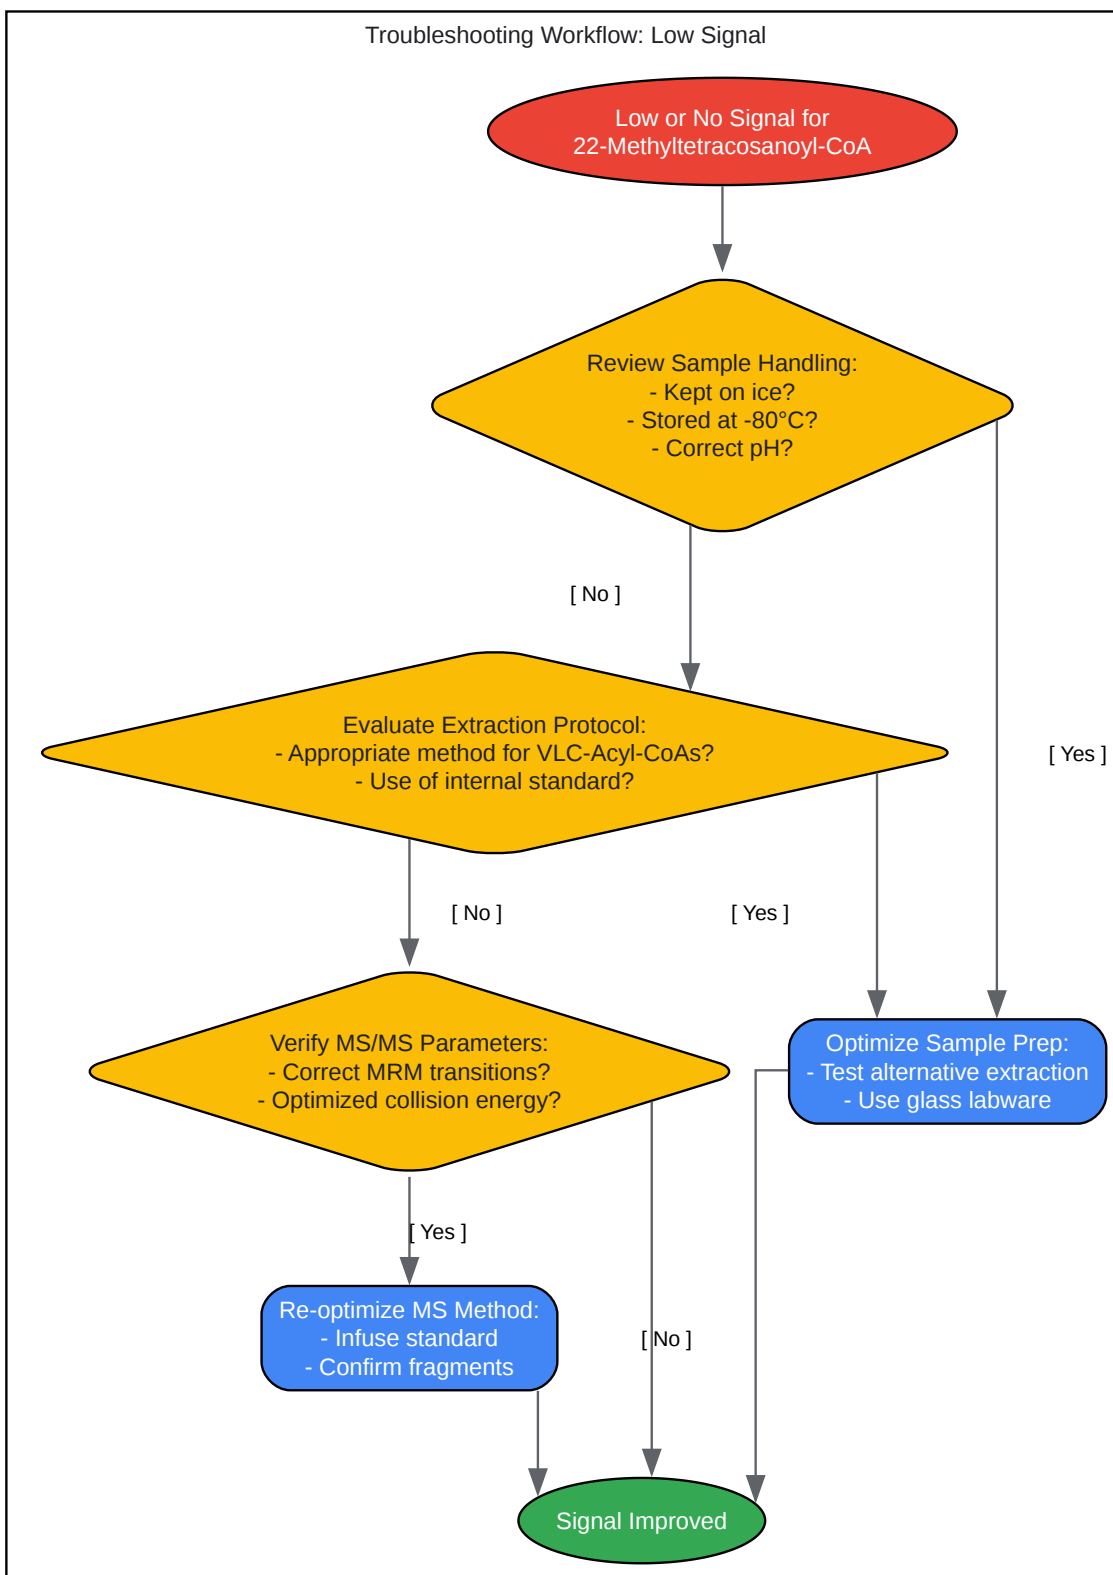 Troubleshooting Workflow: Low Signal
Low or No Signal for
22-Methyltetracosanoyl-CoA
Review Sample Handling:
- Kept on ice?
- Stored at -80°C?
- Correct pH?
[ No ]
Evaluate Extraction Protocol:
- Appropriate method for VLC-Acyl-CoAs?
- Use of internal standard?
[ Yes ]
[ No ]
[ Yes ]
Verify MS/MS Parameters:
- Correct MRM transitions?
- Optimized collision energy?
Optimize Sample Prep:
- Test alternative extraction
- Use glass labware
[ Yes ]
Re-optimize MS Method:
- Infuse standard
- Confirm fragments
[ No ]
Signal Improved